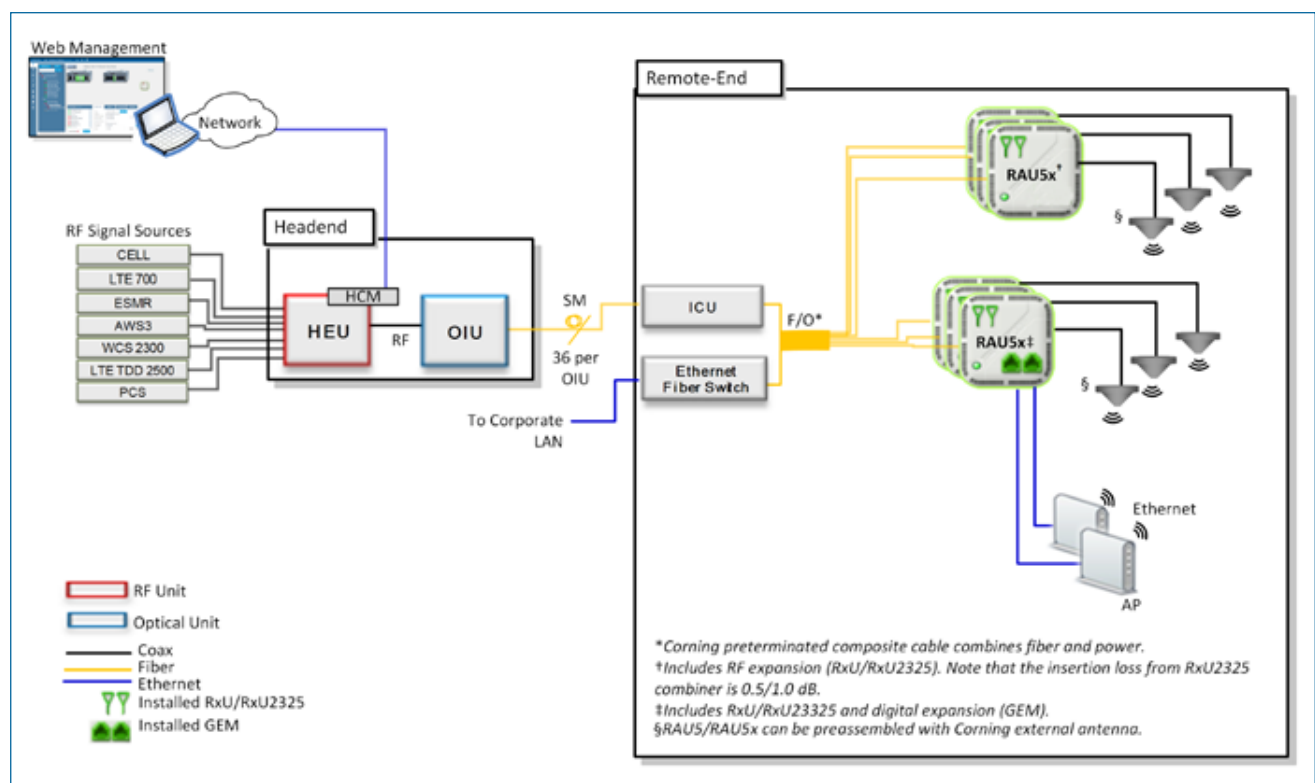 Web Management
Network
RF Signal Sources
CELL
LTE 700
ESMR
AWS3
WCS 2300
LTE TDD 2500
PCS
Headend
HCM
HEU
RF
OIU
SM
36 per
OIU
To Corporate
LAN
Remote-End
ICU
Ethernet
Fiber Switch
F/O*
RAU5x†
§
RAU5x‡
§
Ethernet
AP
RF Unit
Optical Unit
Coax
Fiber
Ethernet
Installed RxU/RxU2325
Installed GEM
*Corning preterminated composite cable combines fiber and power.
†Includes RF expansion (RxU/RxU2325). Note that the insertion loss from RxU2325
combiner is 0.5/1.0 dB.
‡Includes RxU/RxU23325 and digital expansion (GEM).
§RAU5/RAU5x can be preassembled with Corning external antenna.